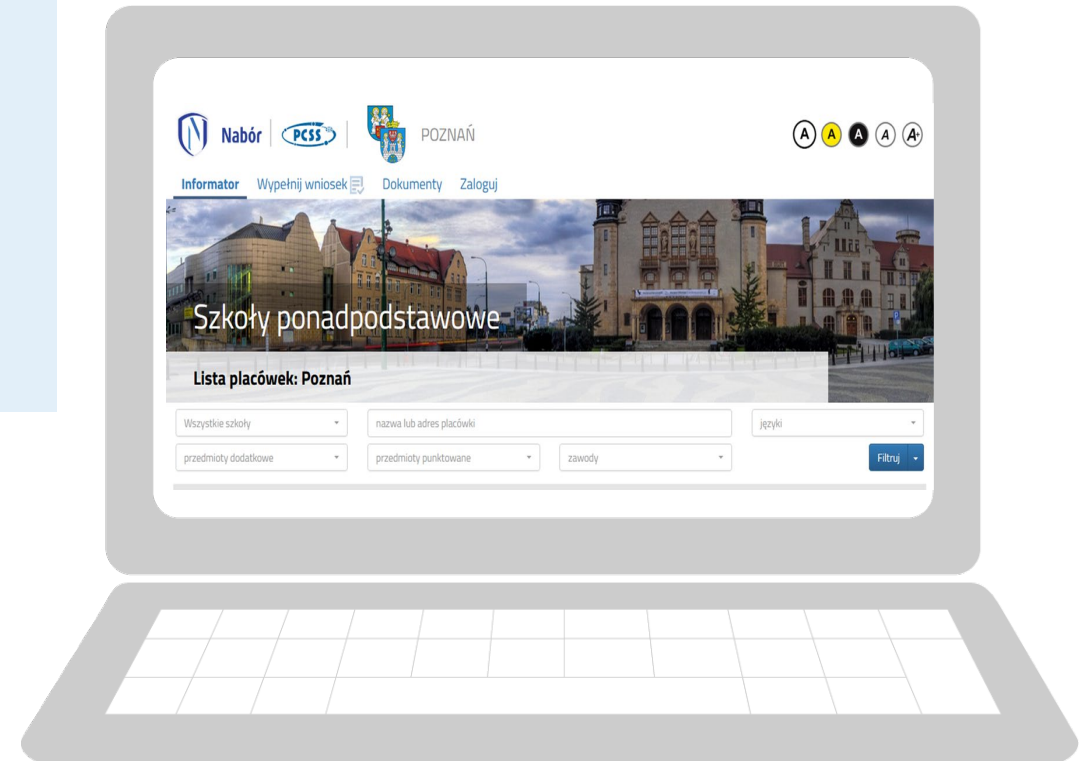 Nabór PCSS POZNAŃ A A A A A+
Informator Wypełnij wniosek Dokumenty Zaloguj
Szkoły ponadpodstawowe
Lista placówek: Poznań
Wszystkie szkoły nazwa lub adres placówki języki
przedmioty dodatkowe przedmioty punktowane zawody Filtruj